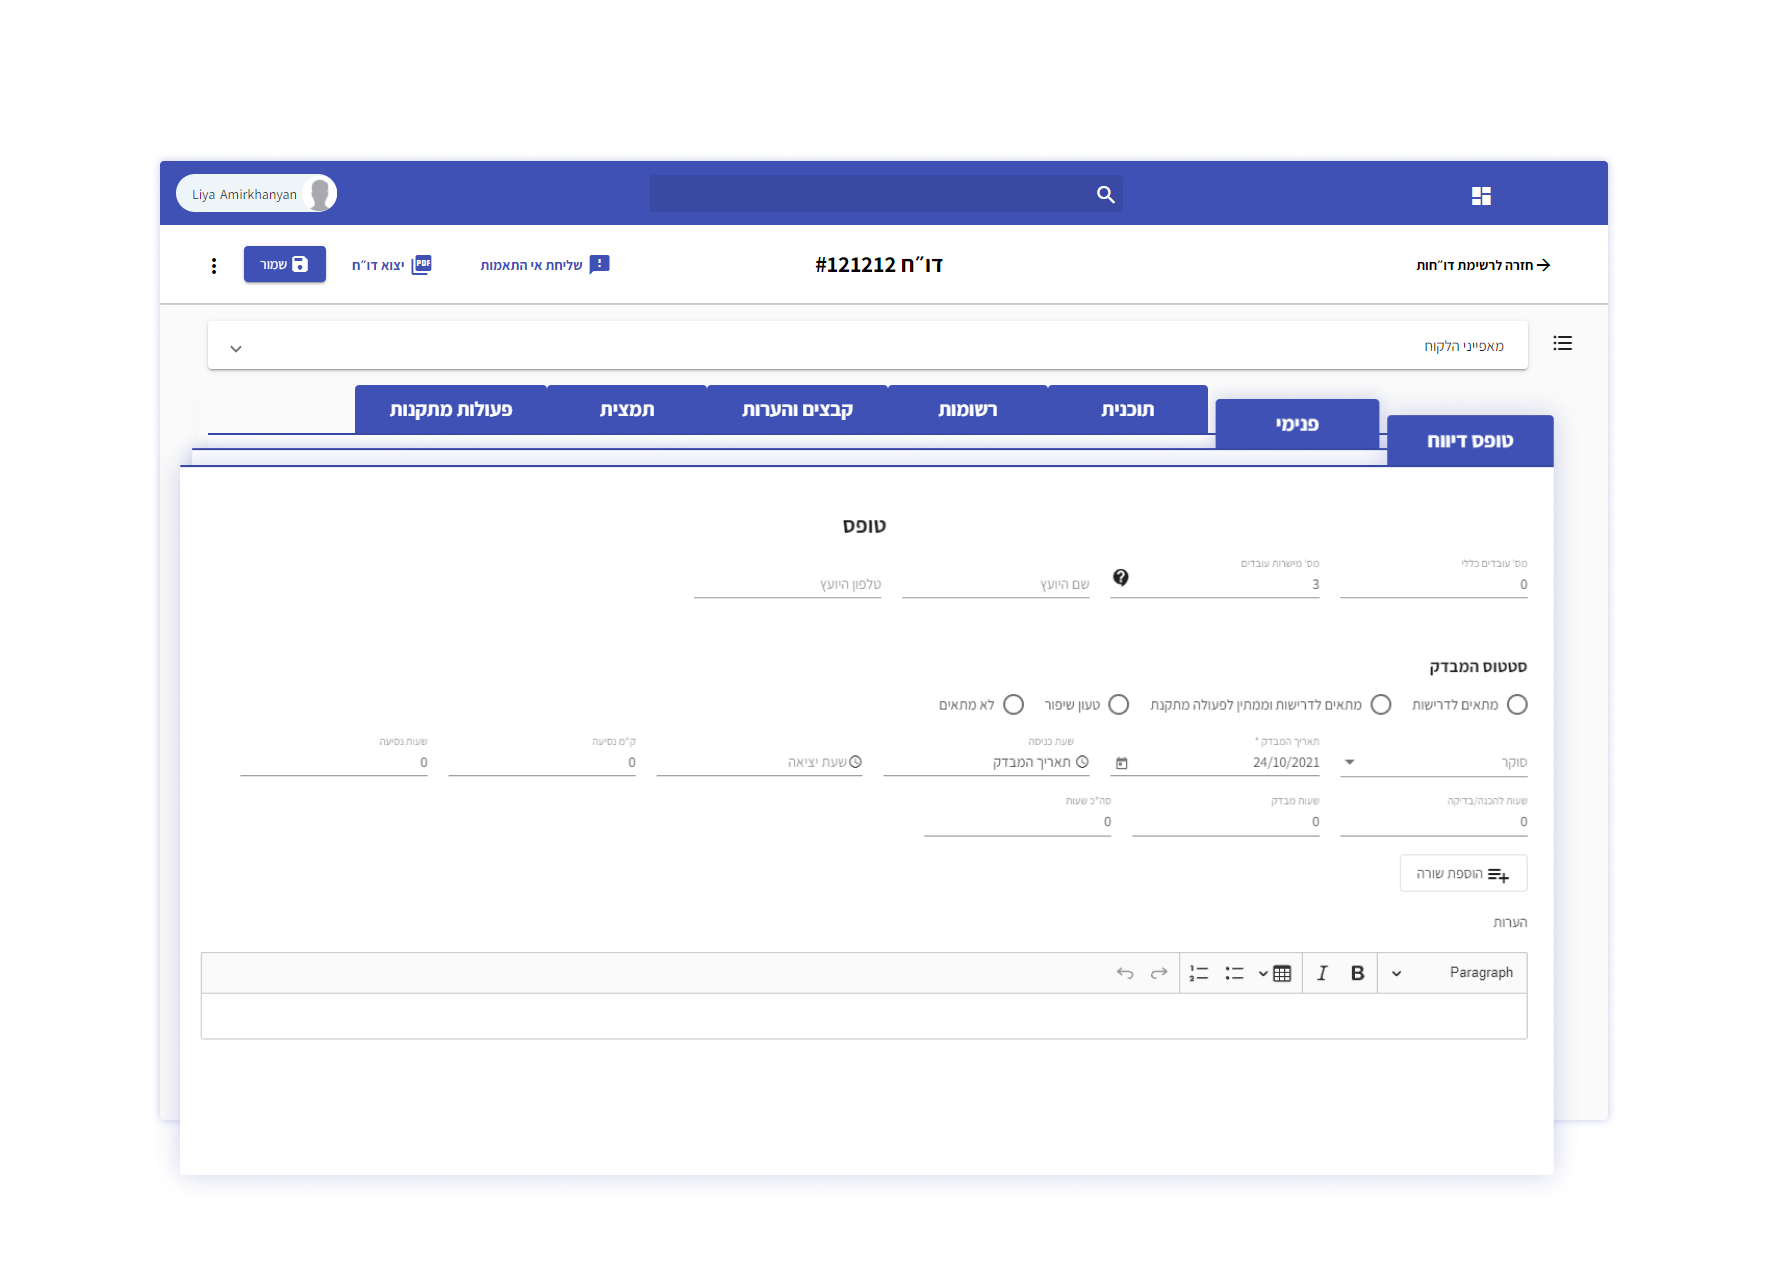 Liya Amirkhanyan
חזרה לרשימת דו״חות
דו״ח 121212#
שליחת אי התאמות
יצוא דו״ח
PDF
שמור
מאפייני הלקוח
טופס דיווח
פנימי
תוכנית
רשומות
קבצים והערות
תמצית
פעולות מתקנות
טופס
מס' עובדים כללי
0
מס' מישרות עובדים
3
שם היועץ
טלפון היועץ
סטטוס המבדק
מתאים לדרישות
מתאים לדרישות וממתין לפעולה מתקנת
טעון שיפור
לא מתאים
סוקר
תאריך המבדק *
24/10/2021
שעת כניסה
תאריך המבדק
שעת יציאה
ק"מ נסיעה
0
שעות נסיעה
0
שעות להכנה/בדיקה
0
שעות מבדק
0
סה"כ שעות
0
הוספת שורה
הערות
Paragraph
B
I